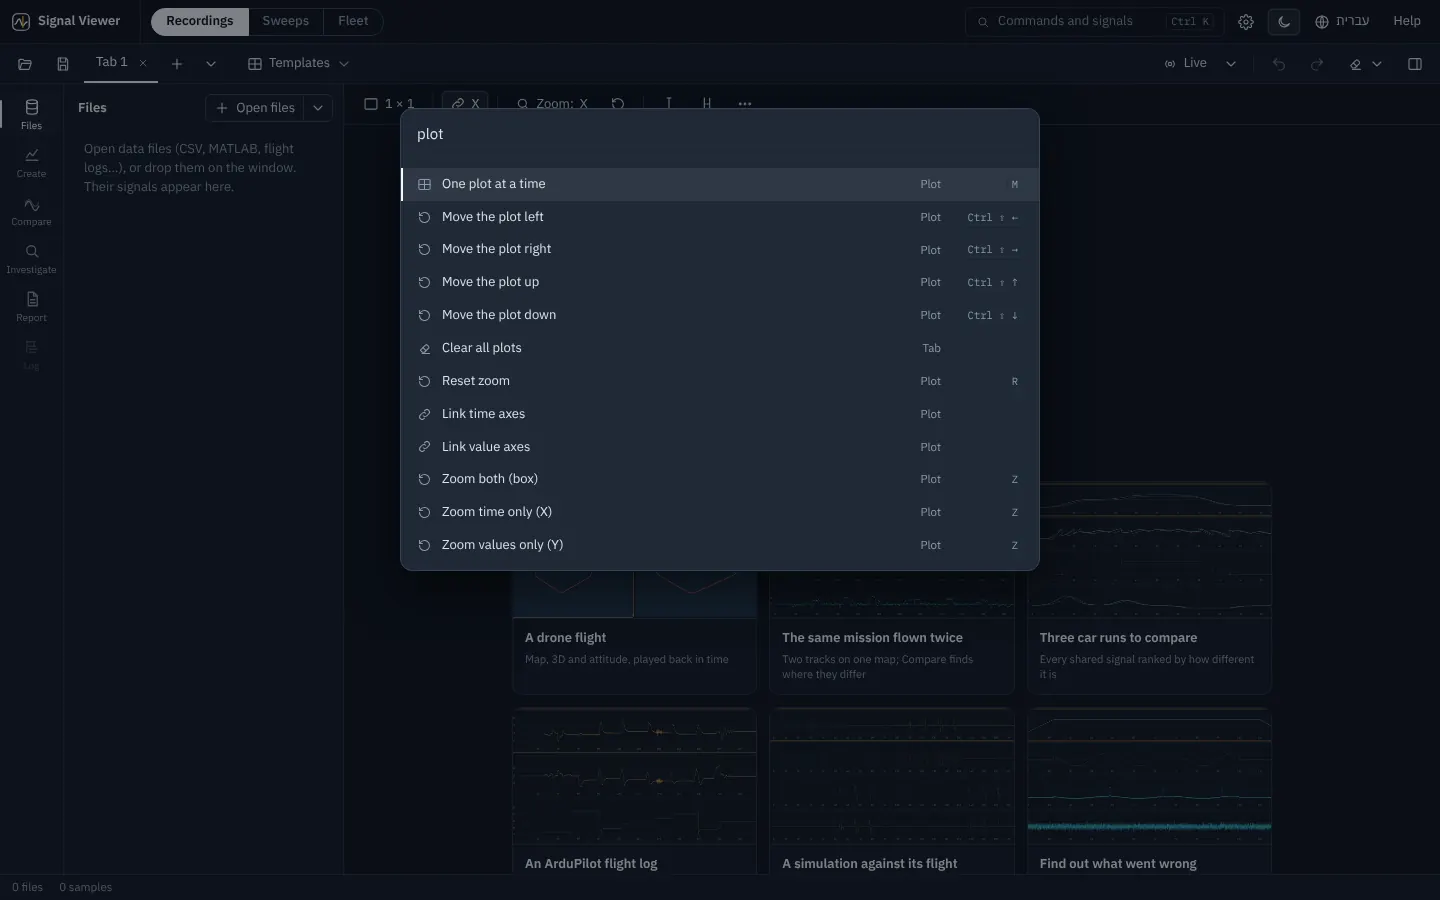 Signal Viewer
Recordings
Sweeps
Fleet
Commands and signals
Ctrl K
עברית
Help
Tab 1
Templates
Live
Files
Create
Compare
Investigate
Report
Log
Files
Open files
Open data files (CSV, MATLAB, flight
logs...), or drop them on the window.
Their signals appear here.
1 × 1
X
Zoom: X
plot
One plot at a time Plot M
Move the plot left Plot Ctrl ⇧ ←
Move the plot right Plot Ctrl ⇧ →
Move the plot up Plot Ctrl ⇧ ↑
Move the plot down Plot Ctrl ⇧ ↓
Clear all plots Tab
Reset zoom Plot R
Link time axes Plot
Link value axes Plot
Zoom both (box) Plot Z
Zoom time only (X) Plot Z
Zoom values only (Y) Plot Z
A drone flight
Map, 3D and attitude, played back in time
The same mission flown twice
Two tracks on one map; Compare finds
where they differ
Three car runs to compare
Every shared signal ranked by how different
it is
An ArduPilot flight log
A simulation against its flight
Find out what went wrong
0 files
0 samples